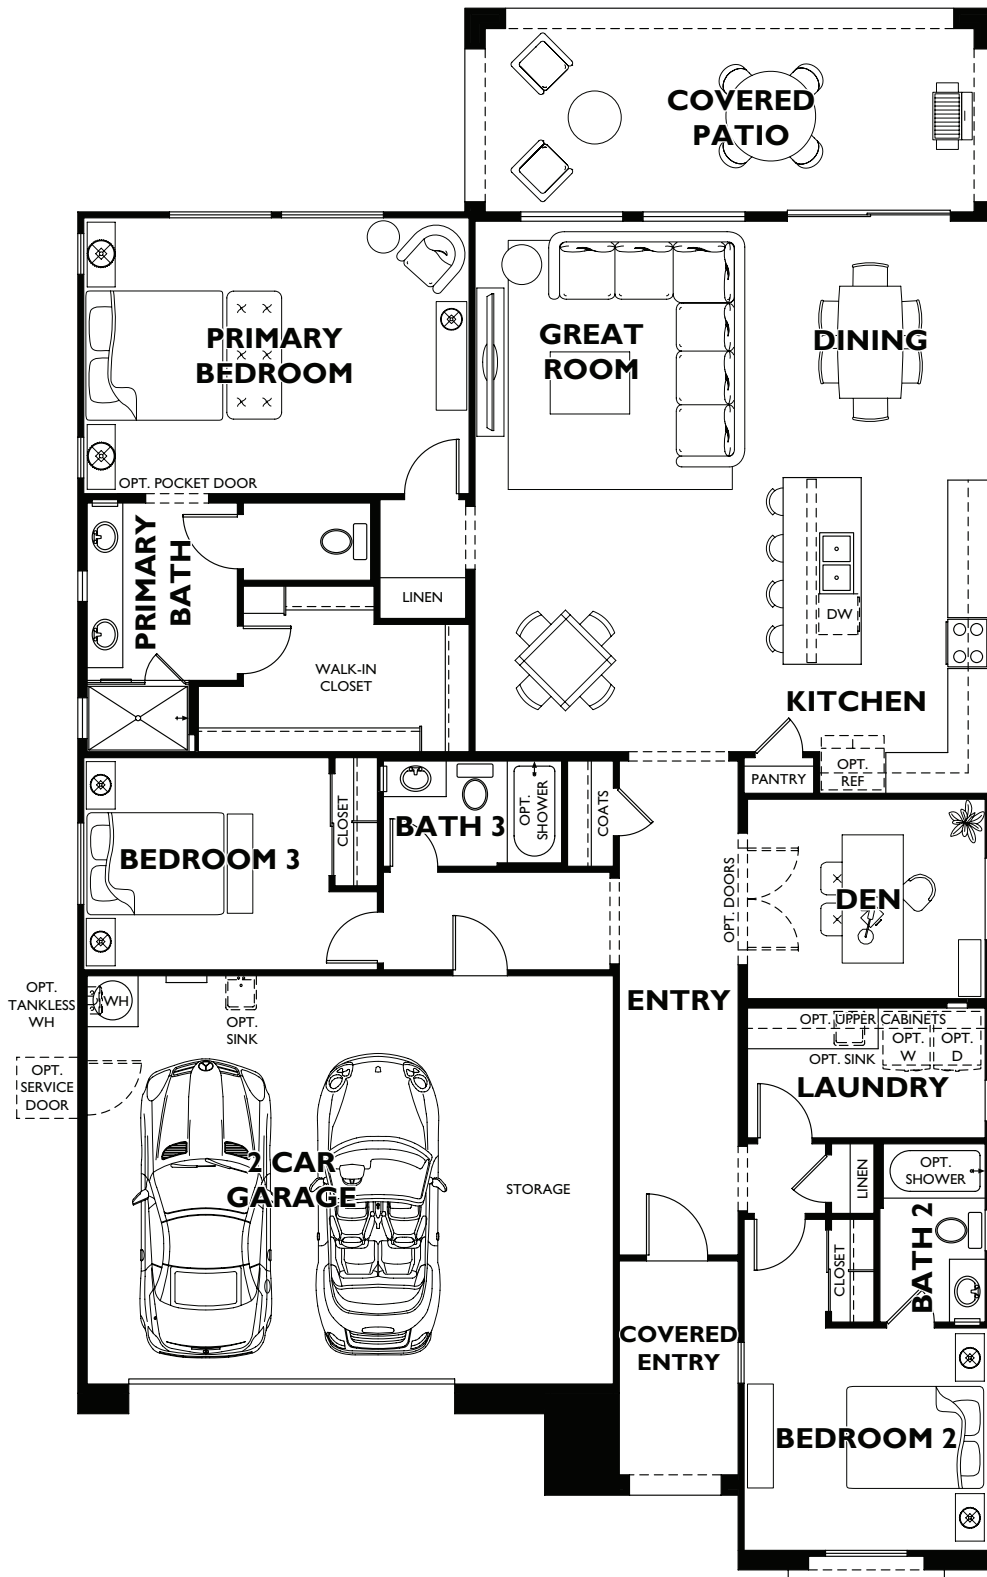 COVERED
PATIO
PRIMARY
BEDROOM
GREAT
ROOM
DINING
OPT. POCKET DOOR
PRIMARY
BATH
LINEN
DW
WALK-IN
CLOSET
KITCHEN
PANTRY
OPT.
REF
BEDROOM 3
CLOSET
BATH 3
OPT.
SHOWER
COATS
OPT. DOORS
DEN
OPT.
TANKLESS
WH
WH
OPT.
SINK
ENTRY
OPT. UPPER CABINETS
OPT. SINK
OPT.
W
OPT.
D
LAUNDRY
OPT.
SERVICE
DOOR
2 CAR
GARAGE
STORAGE
LINEN
OPT.
SHOWER
BATH 2
CLOSET
COVERED
ENTRY
BEDROOM 2